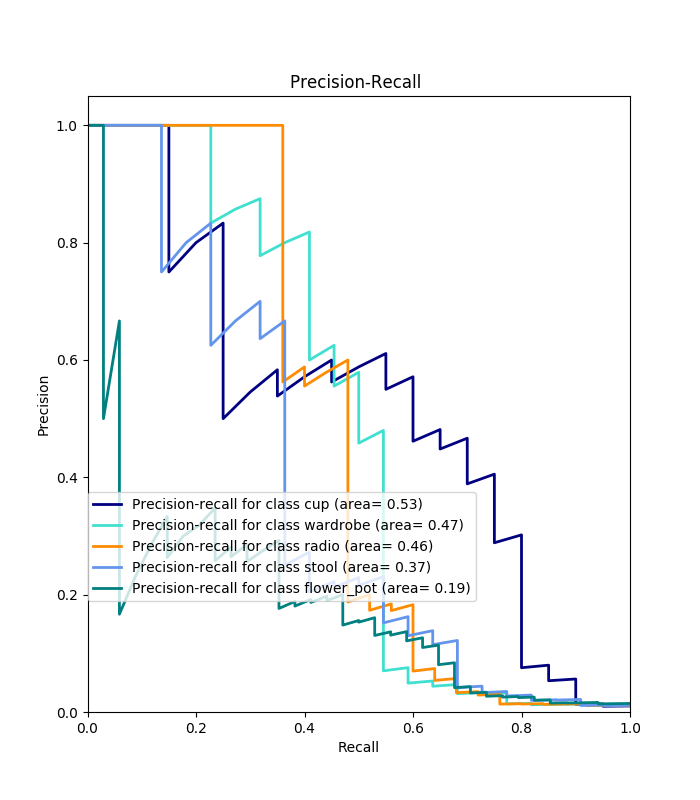 Precision-Recall
1.0
0.8
0.6
0.4
0.2
0.0
Precision
Precision-recall for class cup (area= 0.53)
Precision-recall for class wardrobe (area= 0.47)
Precision-recall for class radio (area= 0.46)
Precision-recall for class stool (area= 0.37)
Precision-recall for class flower_pot (area= 0.19)
0.0 0.2 0.4 0.6 0.8 1.0
Recall